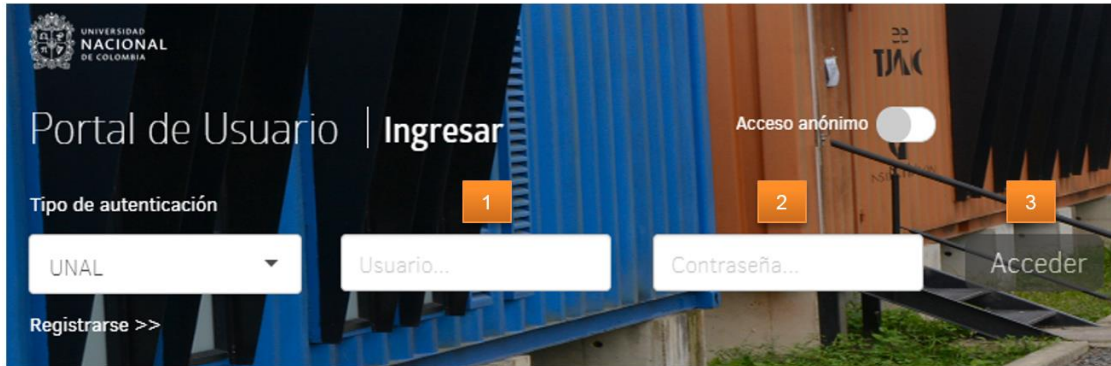 UNIVERSIDAD
NACIONAL
DE COLOMBIA
Portal de Usuario | Ingresar
Acceso anónimo
Tipo de autenticación
1
2
3
UNAL
Usuario...
Contraseña...
Acceder
Registrarse >>